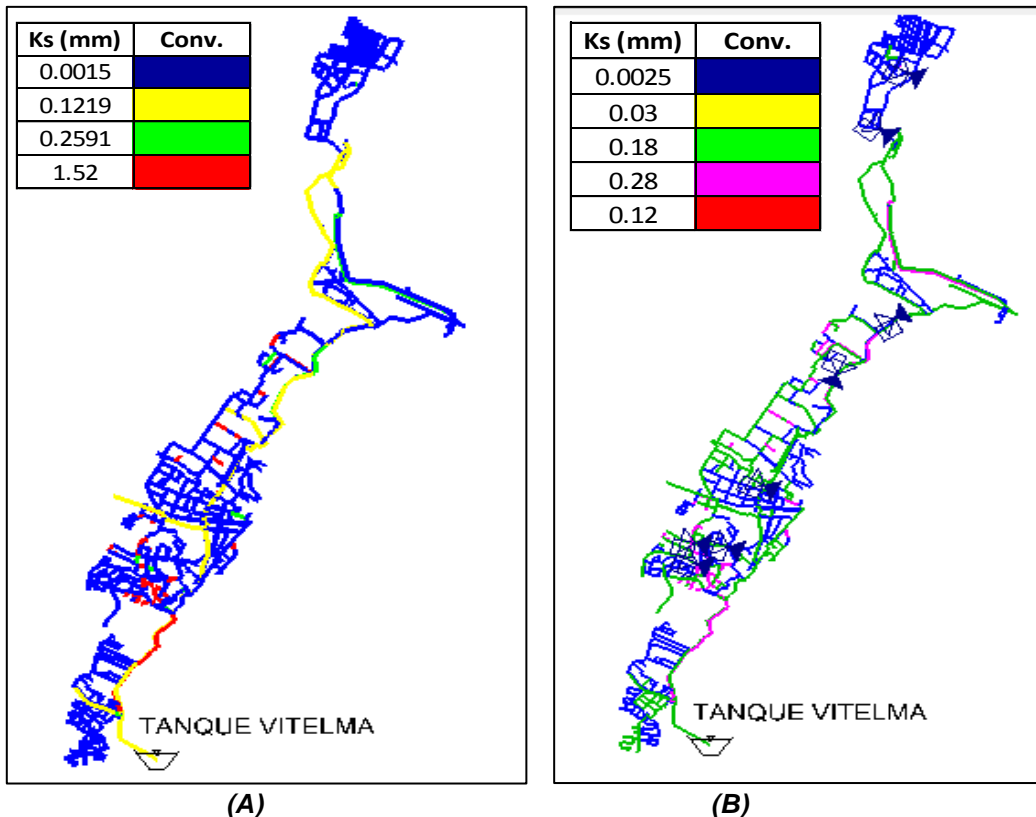 Ks (mm) Conv.
0.0015
0.1219
0.2591
1.52
TANQUE VITELMA
(A)
Ks (mm) Conv.
0.0025
0.03
0.18
0.28
0.12
TANQUE VITELMA
(B)